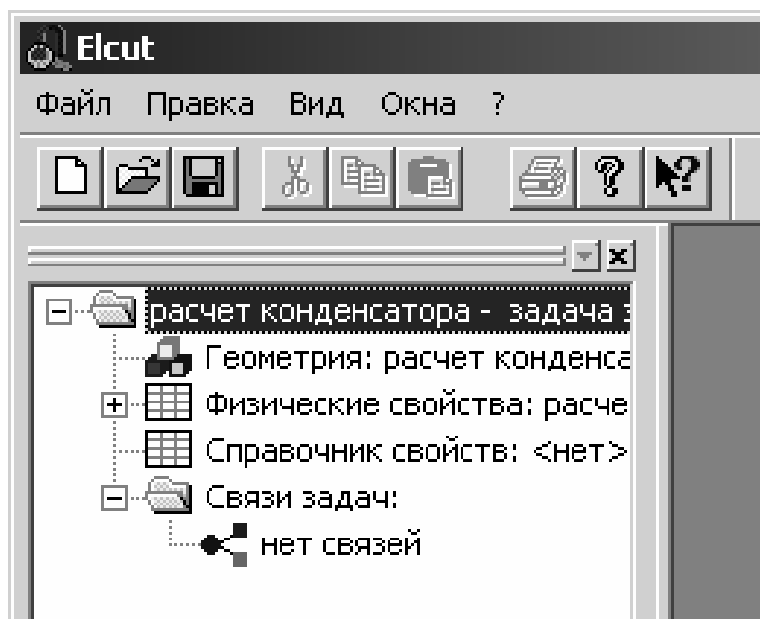 Elcut
Файл Правка Вид Окна ?
расчет конденсатора - задача
Геометрия: расчет конденса
Физические свойства: расче
Справочник свойств: <нет>
Связи задач:
нет связей